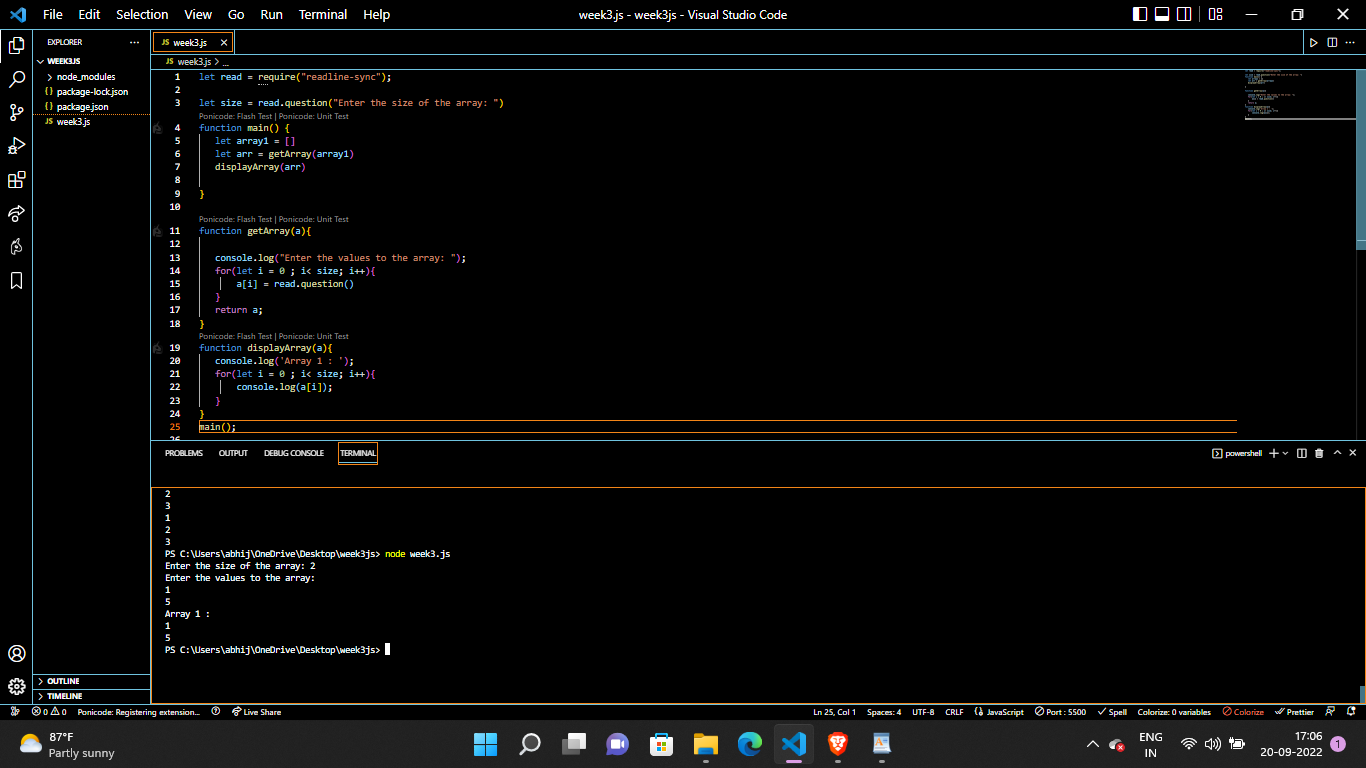 File Edit Selection View Go Run Terminal Help
week3.js - week3js - Visual Studio Code
EXPLORER
WEEK3JS
node_modules
{} package-lock.json
{} package.json
JS week3.js
JS week3.js
JS week3.js > ...
1 let read = require("readline-sync");
2
3 let size = read.question("Enter the size of the array: ")
Ponicode: Flash Test | Ponicode: Unit Test
4 function main() {
5 let array1 = []
6 let arr = getArray(array1)
7 displayArray(arr)
8
9 }
10
Ponicode: Flash Test | Ponicode: Unit Test
11 function getArray(a){
12
13 console.log("Enter the values to the array: ");
14 for(let i = 0 ; i< size; i++){
15 a[i] = read.question()
16 }
17 return a;
18 }
Ponicode: Flash Test | Ponicode: Unit Test
19 function displayArray(a){
20 console.log('Array 1 : ');
21 for(let i = 0 ; i< size; i++){
22 console.log(a[i]);
23 }
24 }
25 main();
26
PROBLEMS OUTPUT DEBUG CONSOLE TERMINAL
powershell
2
3
1
2
3
PS C:\Users\abhij\OneDrive\Desktop\week3js> node week3.js
Enter the size of the array: 2
Enter the values to the array:
1
5
Array 1 :
1
5
PS C:\Users\abhij\OneDrive\Desktop\week3js>
OUTLINE
TIMELINE
0 0 Ponicode: Registering extension... Live Share
Ln 25, Col 1 Spaces: 4 UTF-8 CRLF {} JavaScript Port : 5500 Spell Colorize: 0 variables Colorize Prettier
87°F
Partly sunny
ENG
IN
17:06
20-09-2022
1